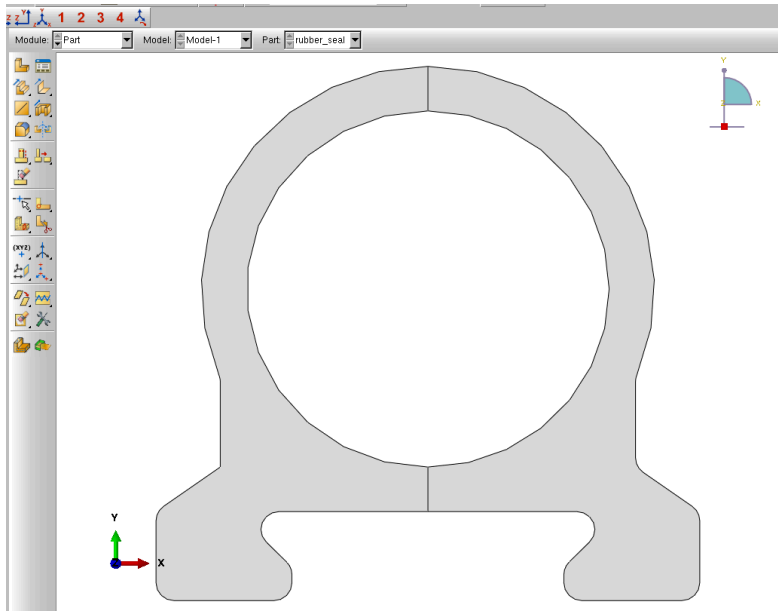 Z Z Y Z X 1 2 3 4
Module: Part Model: Model-1 Part: rubber_seal
(XYZ)
Y
Z X
Y
X